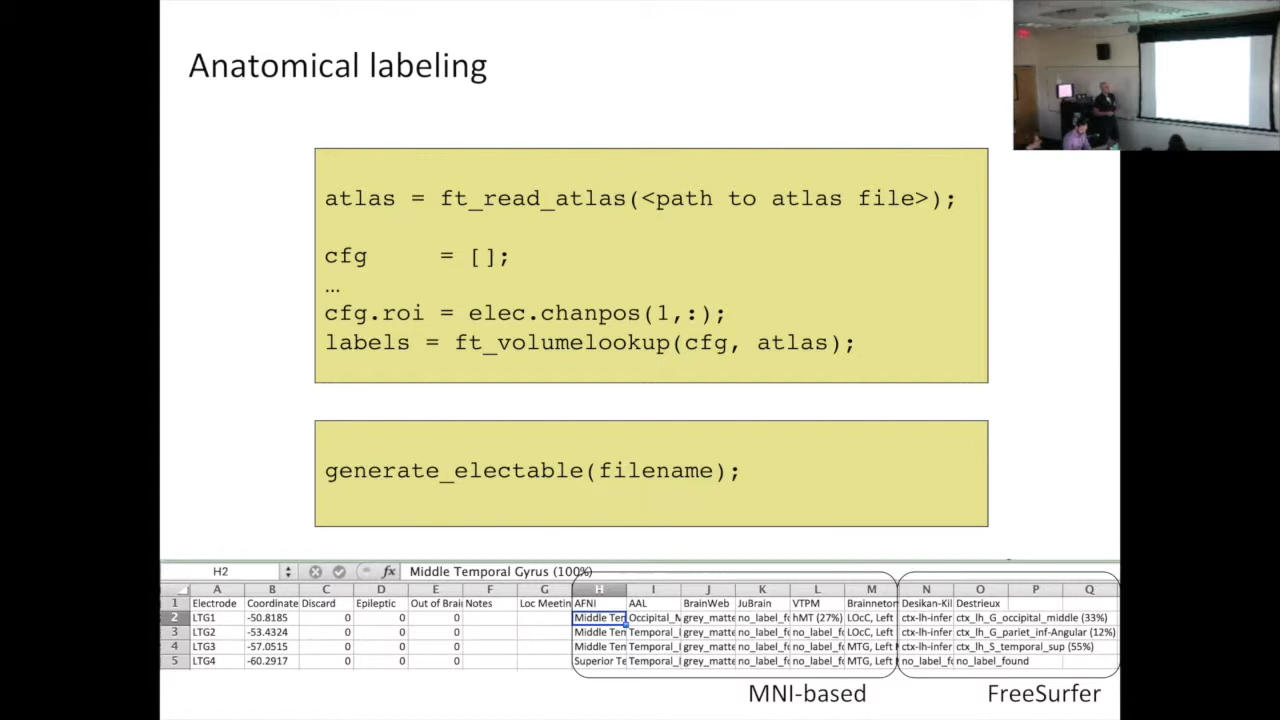 Anatomical labeling
atlas = ft_read_atlas(<path to atlas file>);
cfg     = [];
…
cfg.roi = elec.chanpos(1,:);
labels = ft_volumelookup(cfg, atlas);
generate_electable(filename);
H2 fx Middle Temporal Gyrus (100%)
A B C D E F G H I J K L M N O P Q
1 Electrode Coordinate Discard Epileptic Out of Brai Notes Loc Meetin AFNI AAL BrainWeb JuBrain VTPM Brainneton Desikan-Kil Destrieux
2 LTG1 -50.8185 0 0 0 Middle Ten Occipital_M grey_matte no_label_fo hMT (27%) LOcC, Left ctx-lh-infer ctx_lh_G_occipital_middle (33%)
3 LTG2 -53.4324 0 0 0 Middle Ten Temporal_ grey_matte no_label_fo no_label_fo LOcC, Left ctx-lh-infer ctx_lh_G_pariet_inf-Angular (12%)
4 LTG3 -57.0515 0 0 0 Middle Ten Temporal_ grey_matte no_label_fo no_label_fo MTG, Left ctx-lh-infer ctx_lh_S_temporal_sup (55%)
5 LTG4 -60.2917 0 0 0 Superior Te Temporal_ grey_matte no_label_fo no_label_fo MTG, Left no_label_fo no_label_found
MNI-based FreeSurfer